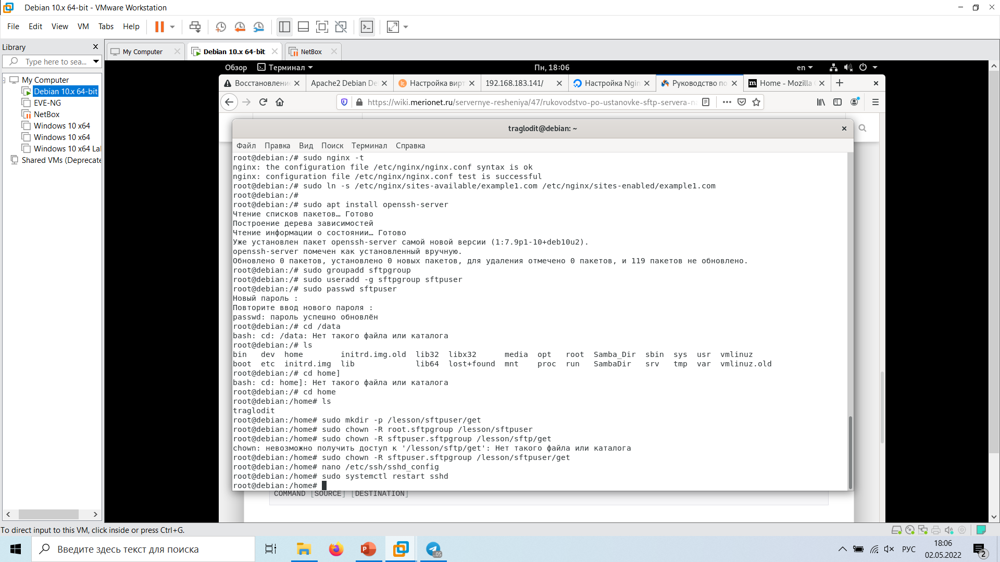 Debian 10.x 64-bit - VMware Workstation
File Edit View VM Tabs Help
Library
Type here to sea...
My Computer
Debian 10.x 64-bit
EVE-NG
NetBox
Windows 10 x64
Windows 10 x64
Windows 10 x64 La
Shared VMs (Deprecate
My Computer
Debian 10.x 64-bit
NetBox
Обзор Терминал Пн, 18:06 en
Восстановление
Apache2 Debian De
Настройка вирт
192.168.183.141/
Настройка Ngin
Руководство по
Home - Mozilla
https://wiki.merionet.ru/servernye-resheniya/47/rukovodstvo-po-ustanovke-sftp-servera-n
traglodit@debian: ~
Файл Правка Вид Поиск Терминал Справка
root@debian:/# sudo nginx -t
nginx: the configuration file /etc/nginx/nginx.conf syntax is ok
nginx: configuration file /etc/nginx/nginx.conf test is successful
root@debian:/# sudo ln -s /etc/nginx/sites-available/example1.com /etc/nginx/sites-enabled/example1.com
root@debian:/#
root@debian:/# sudo apt install openssh-server
Чтение списков пакетов… Готово
Построение дерева зависимостей
Чтение информации о состоянии… Готово
Уже установлен пакет openssh-server самой новой версии (1:7.9p1-10+deb10u2).
openssh-server помечен как установленный вручную.
Обновлено 0 пакетов, установлено 0 новых пакетов, для удаления отмечено 0 пакетов, и 119 пакетов не обновлено.
root@debian:/# sudo groupadd sftpgroup
root@debian:/# sudo useradd -g sftpgroup sftpuser
root@debian:/# sudo passwd sftpuser
Новый пароль :
Повторите ввод нового пароля :
passwd: пароль успешно обновлён
root@debian:/# cd /data
bash: cd: /data: Нет такого файла или каталога
root@debian:/# ls
bin dev home initrd.img.old lib32 libx32 media opt root Samba_Dir sbin sys usr vmlinuz
boot etc initrd.img lib lib64 lost+found mnt proc run SambaDir srv tmp var vmlinuz.old
root@debian:/# cd home]
bash: cd: home]: Нет такого файла или каталога
root@debian:/# cd home
root@debian:/home# ls
traglodit
root@debian:/home# sudo mkdir -p /lesson/sftpuser/get
root@debian:/home# sudo chown -R root.sftpgroup /lesson/sftpuser
root@debian:/home# sudo chown -R sftpuser.sftpgroup /lesson/sftp/get
chown: невозможно получить доступ к '/lesson/sftp/get': Нет такого файла или каталога
root@debian:/home# sudo chown -R sftpuser.sftpgroup /lesson/sftpuser/get
root@debian:/home# nano /etc/ssh/sshd_config
root@debian:/home# sudo systemctl restart sshd
root@debian:/home#
COMMAND [SOURCE] [DESTINATION]
To direct input to this VM, click inside or press Ctrl+G.
Введите здесь текст для поиска
..05
РУС
18:06
02.05.2022
2